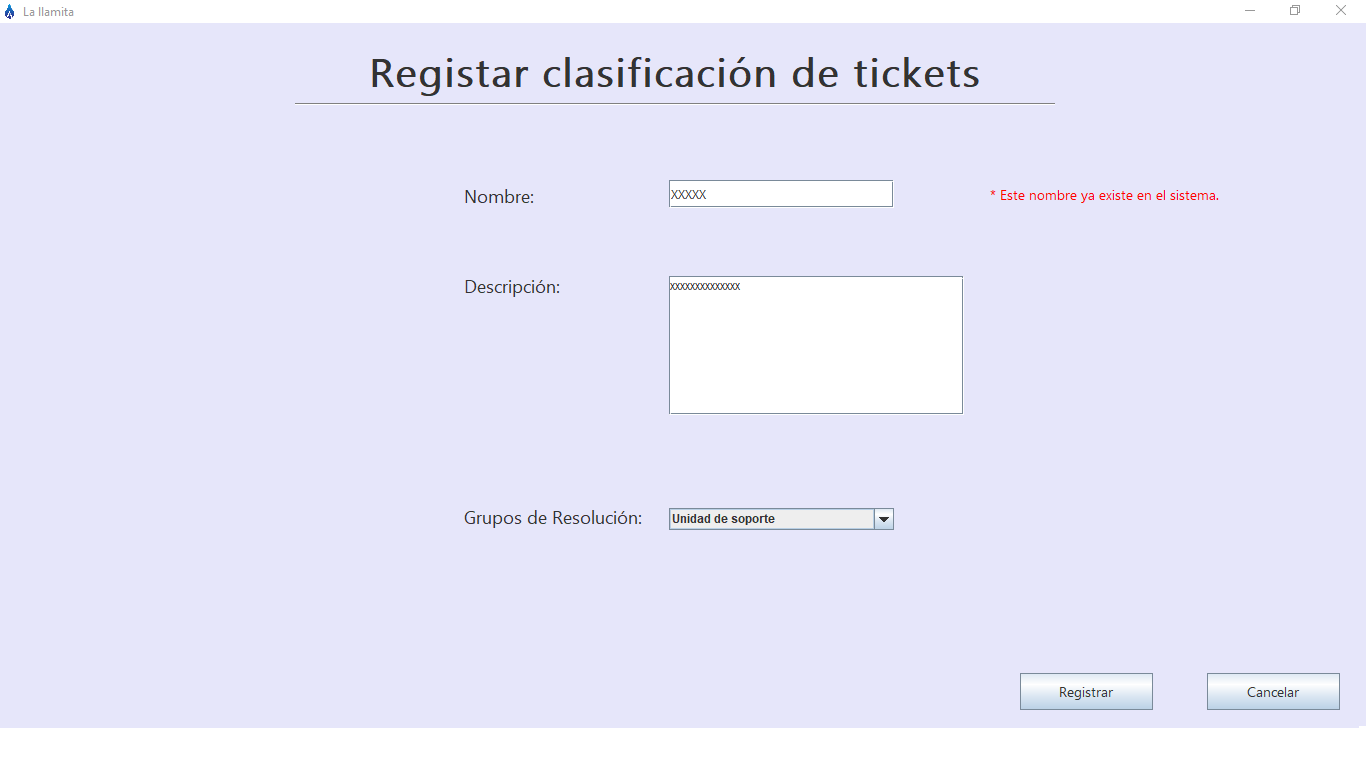 La llamita
Registar clasificación de tickets
Nombre:
XXXXX
* Este nombre ya existe en el sistema.
Descripción:
XXXXXXXXXXXXXX
Grupos de Resolución:
Unidad de soporte
Registrar
Cancelar